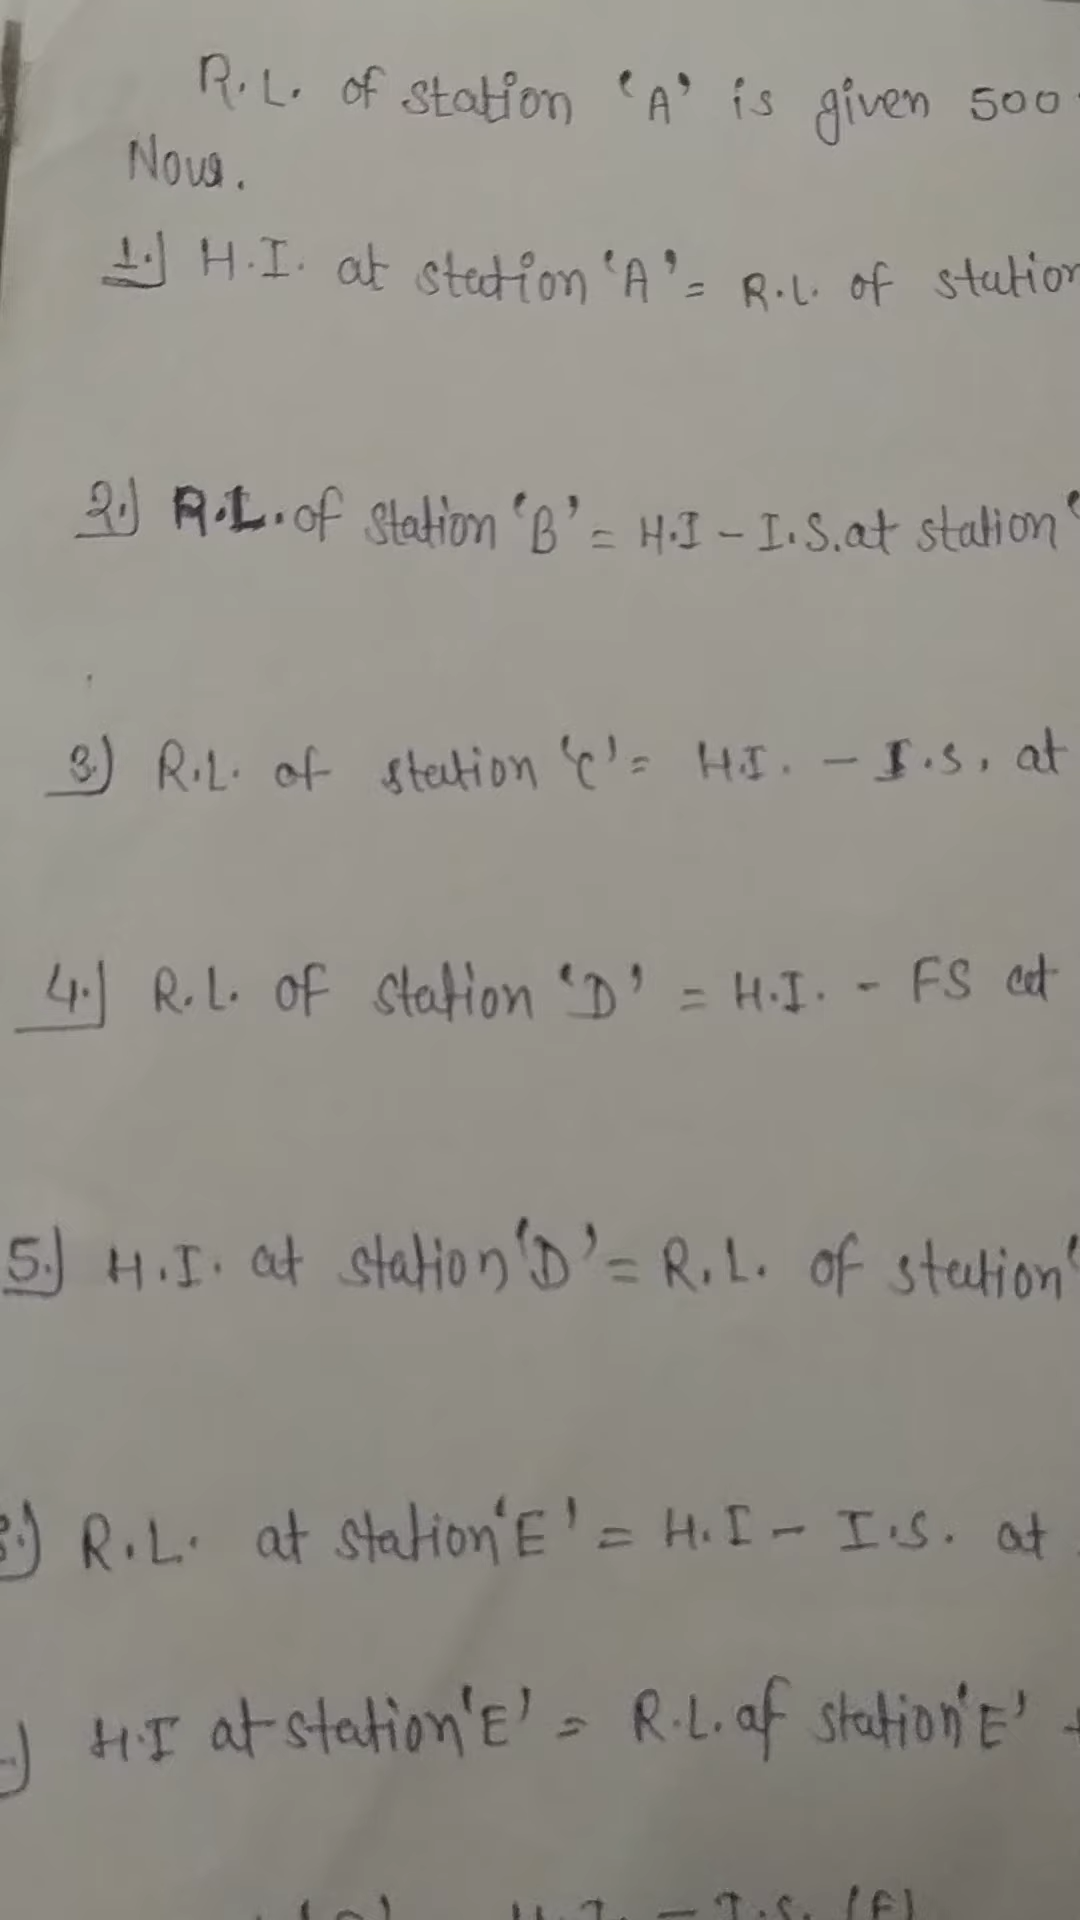 R.L. of station 'A' is given 500
Now.
1.) H.I. at station 'A' = R.L. of station
2.) R.L. of station 'B' = H.I - I.S. at station '
3.) R.L. of station 'C' = H.I. - I.S. at
4.) R.L. of station 'D' = H.I. - FS at
5.) H.I. at station 'D' = R.L. of station '
) R.L. at station 'E' = H.I - I.S. at
.) H.I at station 'E' = R.L. of station 'E' +
H.I. - I.S. (F)